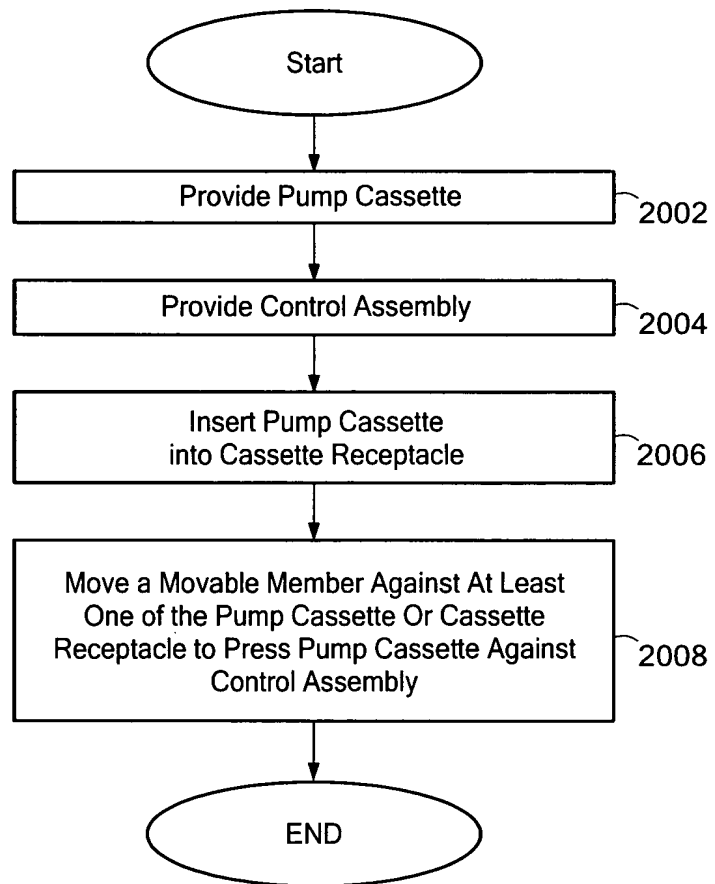 Start
Provide Pump Cassette
2002
Provide Control Assembly
2004
Insert Pump Cassette
into Cassette Receptacle
2006
Move a Movable Member Against At Least
One of the Pump Cassette Or Cassette
Receptacle to Press Pump Cassette Against
Control Assembly
2008
END